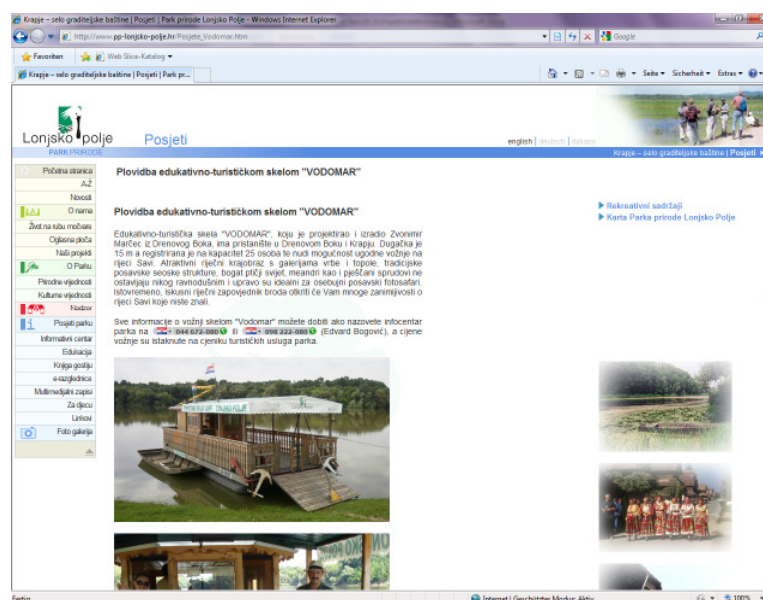 Krapje – selo graditeljske baštine | Posjeti | Park prirode Lonjsko Polje - Windows Internet Explorer
http://www.pp-lonjsko-polje.hr/Posjete_Vodomar.htm
Google
Favoriten
Web Slice-Katalog
Krapje – selo graditeljske baštine | Posjeti | Park pr...
Seite
Sicherheit
Extras
Lonjsko polje
PARK PRIRODE
Posjeti
english | deutsch | italiano
Krapje – selo graditeljske baštine | Posjeti
Početna stranica
A-Ž
Novosti
O nama
Život na rubu močvare
Oglasna ploča
Naši projekti
O Parku
Prirodne vrijednosti
Kulturne vrijednosti
Nadzor
Posjeti parku
Informativni centar
Edukacija
Knjiga gostiju
e-razglednice
Multimedijalni zapisi
Za djecu
Linkovi
Foto galerija
Plovidba edukativno-turističkom skelom "VODOMAR"
Plovidba edukativno-turističkom skelom "VODOMAR"
Edukativno-turistička skela "VODOMAR", koju je projektirao i izradio Zvonimir
Marčec iz Drenovog Boka, ima pristanište u Drenovom Boku i Krapju. Dugačka je
15 m a registrirana je na kapacitet 25 osoba te nudi mogućnost ugodne vožnje na
rijeci Savi. Atraktivni riječni krajobraz s galerijama vrbe i topole, tradicijske
posavske seoske strukture, bogat ptičji svijet, meandri kao i pješčani sprudovi ne
ostavljaju nikog ravnodušnim i upravo su idealni za osebujni posavski fotosafari.
Istovremeno, iskusni riječni zapovjednik broda otkriti će Vam mnoge zanimljivosti o
rijeci Savi koje niste znali.
Sve informacije o vožnji skelom "Vodomar" možete dobiti ako nazovete infocentar
parka na 044 672-080 ili 098 222-080 (Edvard Bogović), a cijene
vožnje su istaknute na cjeniku turističkih usluga parka.
Rekreativni sadržaji
Karta Parka prirode Lonjsko Polje
LONJSKO POLJE
Fertig
Internet | Geschützter Modus: Aktiv
100%